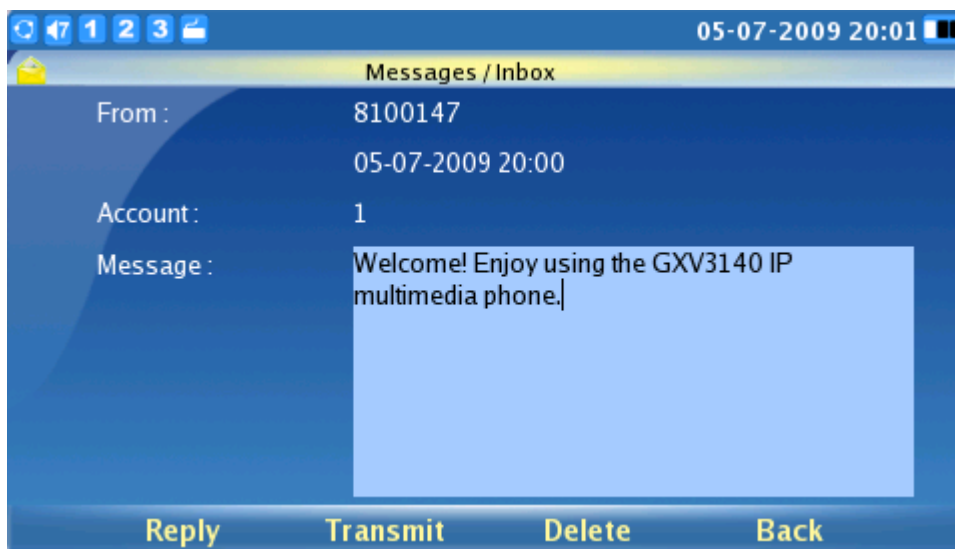 7 1 2 3 05-07-2009 20:01
Messages / Inbox
From : 8100147
05-07-2009 20:00
Account : 1
Message : Welcome! Enjoy using the GXV3140 IP
multimedia phone.
Reply Transmit Delete Back